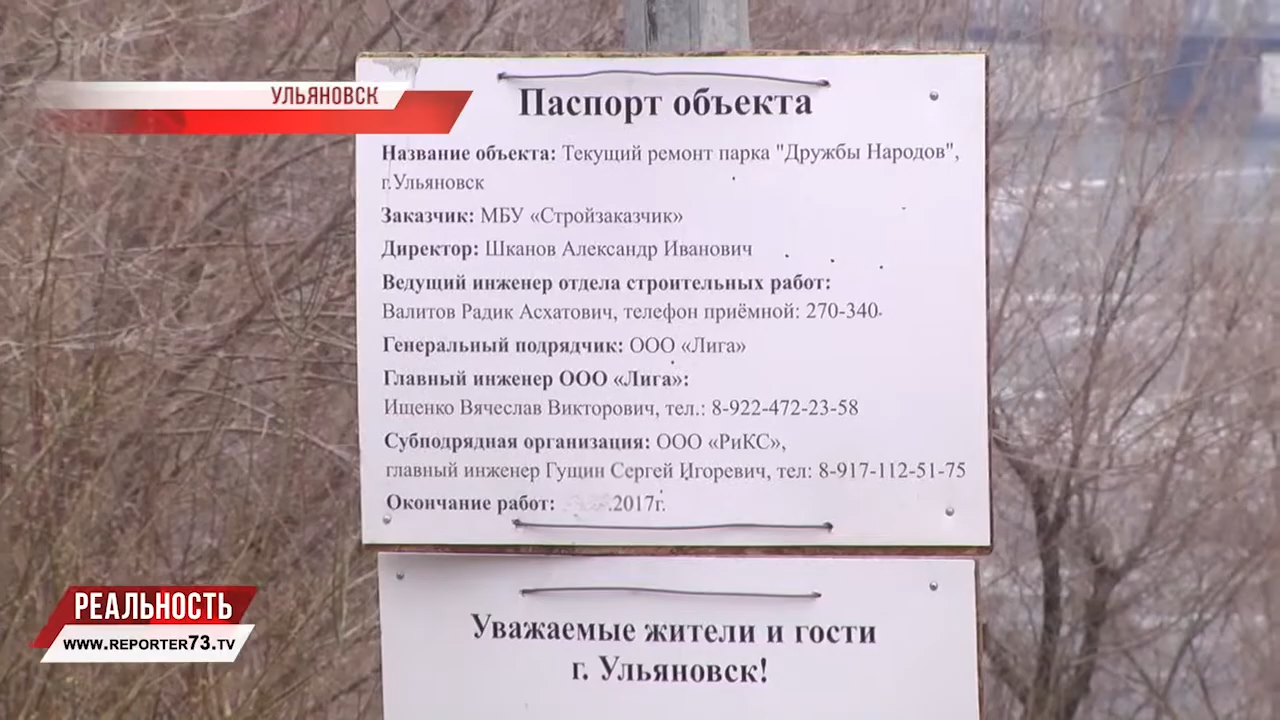 УЛЬЯНОВСК
Паспорт объекта
Название объекта: Текущий ремонт парка "Дружбы Народов",
г.Ульяновск
Заказчик: МБУ «Стройзаказчик»
Директор: Шканов Александр Иванович
Ведущий инженер отдела строительных работ:
Валитов Радик Асхатович, телефон приёмной: 270-340
Генеральный подрядчик: ООО «Лига»
Главный инженер ООО «Лига»:
Ищенко Вячеслав Викторович, тел.: 8-922-472-23-58
Субподрядная организация: ООО «РиКС»,
главный инженер Гущин Сергей Игоревич, тел: 8-917-112-51-75
Окончание работ: .2017г.
Уважаемые жители и гости
г. Ульяновск!
РЕАЛЬНОСТЬ
WWW.REPORTER73.TV